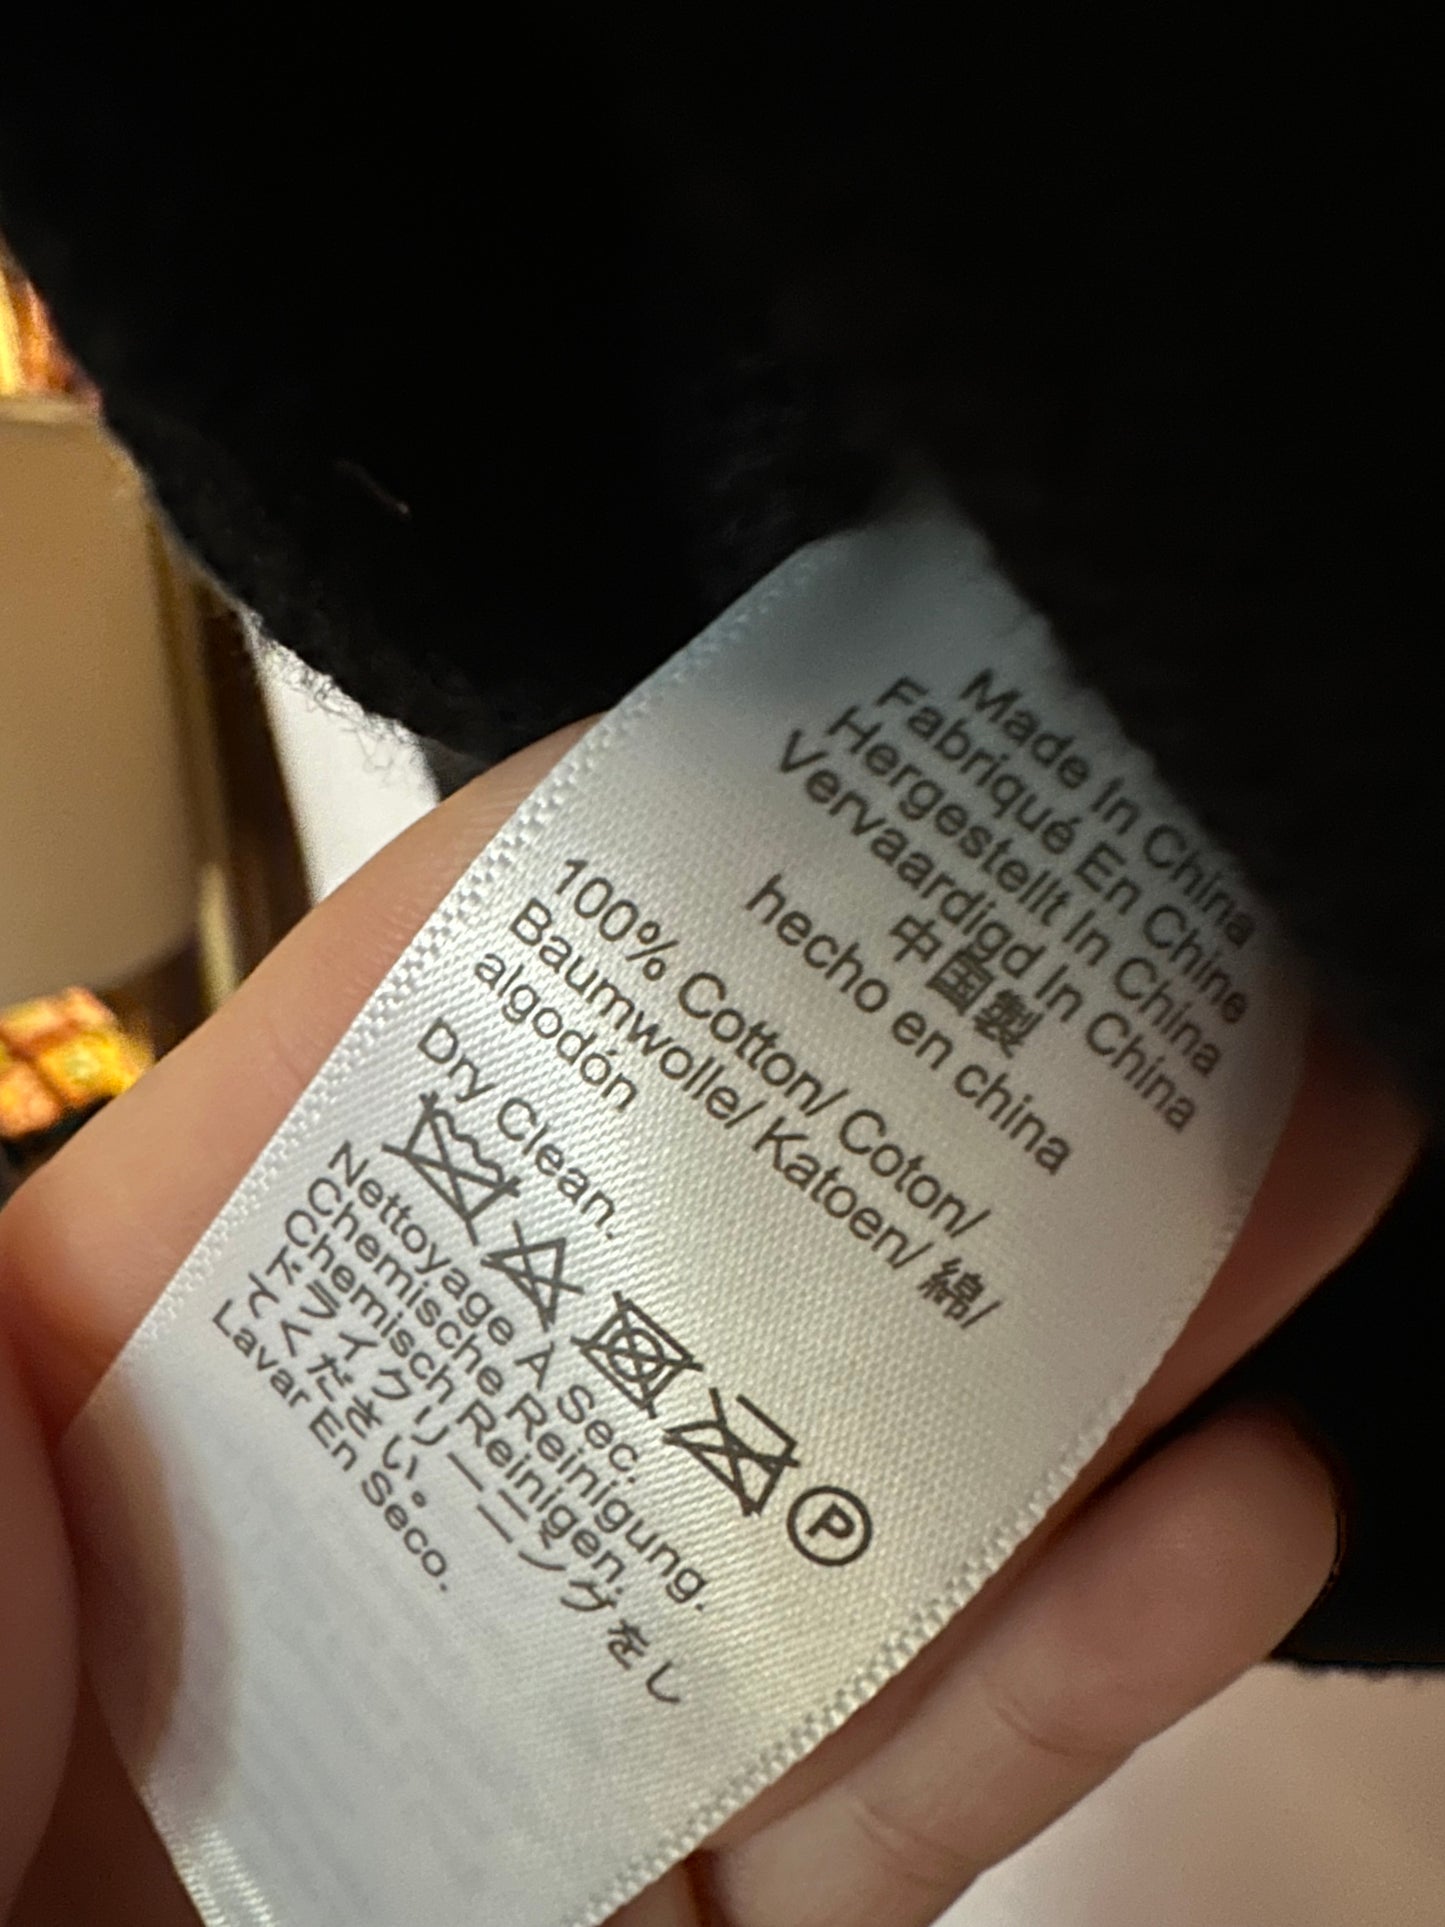 Made In China
Fabriqué En Chine
Hergestellt In China
Vervaardigd In China
中国製
hecho en china
100% Cotton/ Coton/
Baumwolle/ Katoen/ 綿/
algodón
Dry Clean.
P
Nettoyage A Sec.
Chemische Reinigung.
Chemisch Reinigen.
ドライクリーニングをし
てください。
Lavar En Seco.